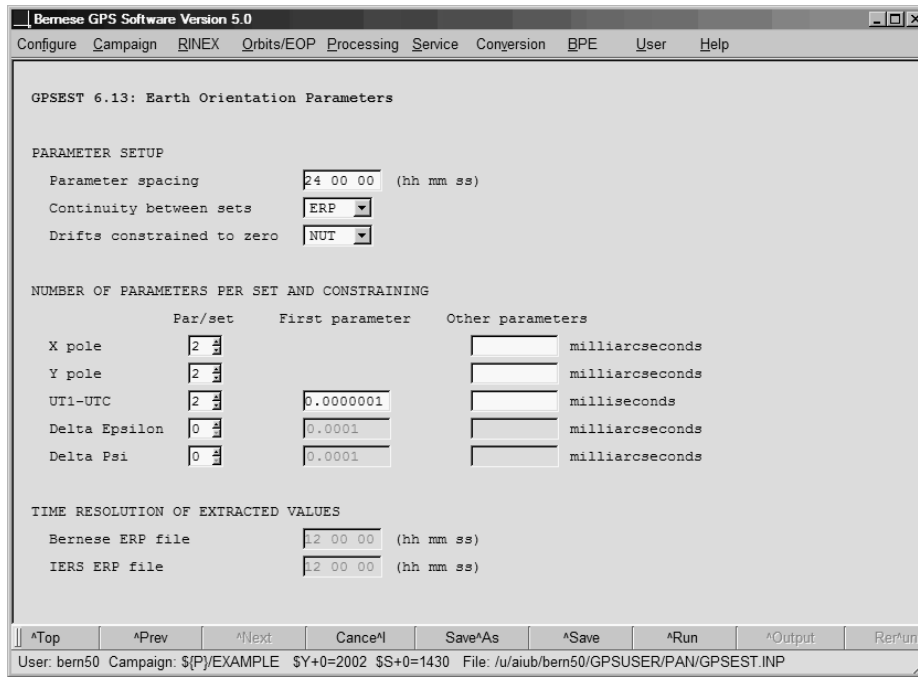 Bernese GPS Software Version 5.0
Configure Campaign RINEX Orbits/EOP Processing Service Conversion BPE User Help
GPSEST 6.13: Earth Orientation Parameters
PARAMETER SETUP
Parameter spacing 24 00 00 (hh mm ss)
Continuity between sets ERP
Drifts constrained to zero NUT
NUMBER OF PARAMETERS PER SET AND CONSTRAINING
Par/set First parameter Other parameters
X pole 2 milliarcseconds
Y pole 2 milliarcseconds
UT1-UTC 2 0.0000001 milliseconds
Delta Epsilon 0 0.0001 milliarcseconds
Delta Psi 0 0.0001 milliarcseconds
TIME RESOLUTION OF EXTRACTED VALUES
Bernese ERP file 12 00 00 (hh mm ss)
IERS ERP file 12 00 00 (hh mm ss)
^Top ^Prev ^Next Cance^l Save^As ^Save ^Run ^Output Rer^un
User: bern50 Campaign: ${P}/EXAMPLE $Y+0=2002 $S+0=1430 File: /u/aiub/bern50/GPSUSER/PAN/GPSEST.INP